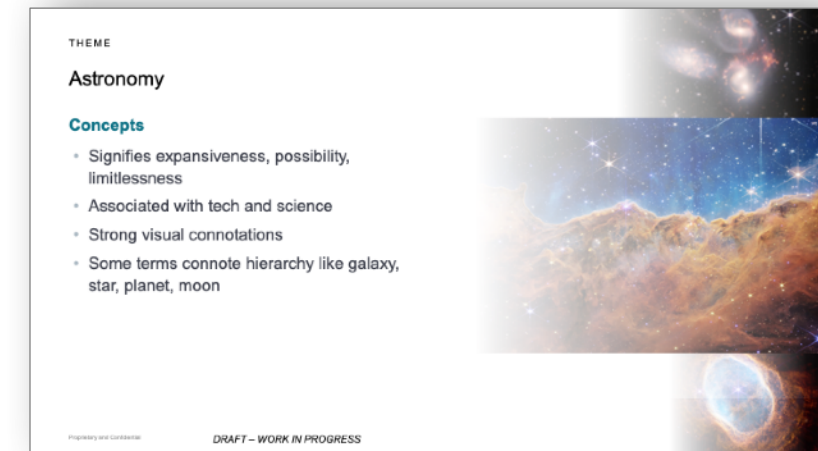 THEME
Astronomy
Concepts
• Signifies expansiveness, possibility,
limitlessness
• Associated with tech and science
• Strong visual connotations
• Some terms connote hierarchy like galaxy,
star, planet, moon
Proprietary and Confidential
DRAFT – WORK IN PROGRESS